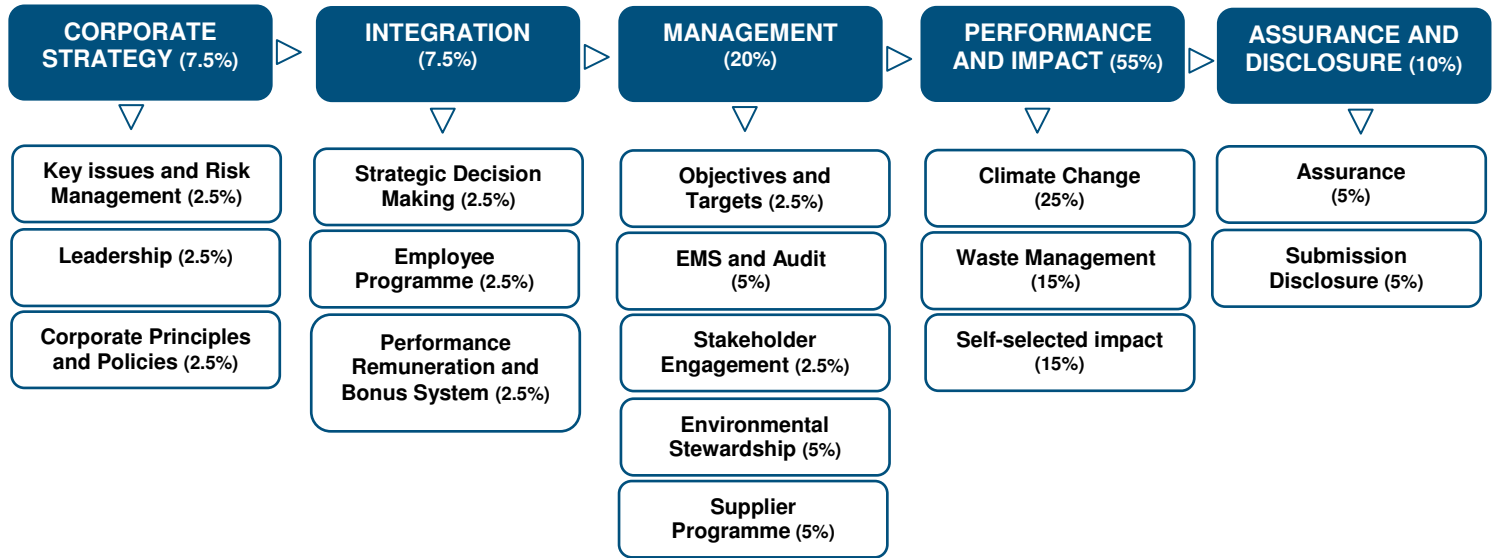 CORPORATE
STRATEGY (7.5%)
Key issues and Risk
Management (2.5%)
Leadership (2.5%)
Corporate Principles
and Policies (2.5%)
INTEGRATION
(7.5%)
Strategic Decision
Making (2.5%)
Employee
Programme (2.5%)
Performance
Remuneration and
Bonus System (2.5%)
MANAGEMENT
(20%)
Objectives and
Targets (2.5%)
EMS and Audit
(5%)
Stakeholder
Engagement (2.5%)
Environmental
Stewardship (5%)
Supplier
Programme (5%)
PERFORMANCE
AND IMPACT (55%)
Climate Change
(25%)
Waste Management
(15%)
Self-selected impact
(15%)
ASSURANCE AND
DISCLOSURE (10%)
Assurance
(5%)
Submission
Disclosure (5%)